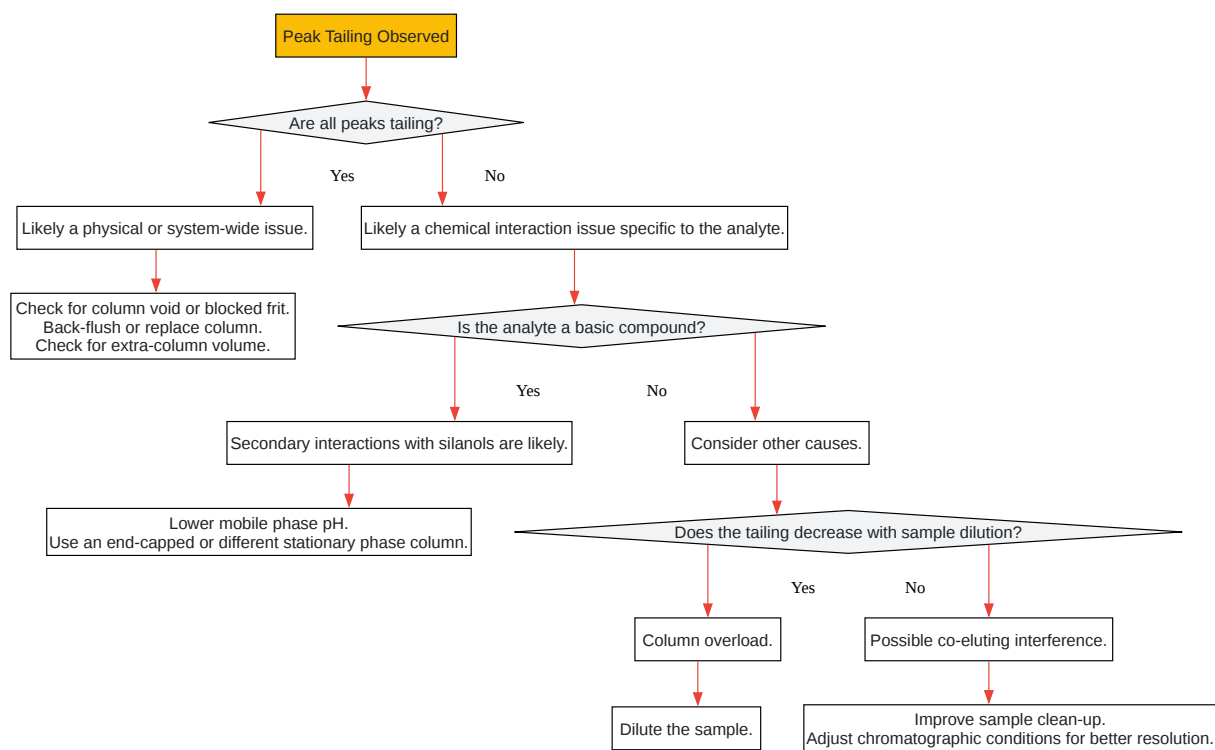 Peak Tailing Observed
Are all peaks tailing?
Yes
No
Likely a physical or system-wide issue.
Likely a chemical interaction issue specific to the analyte.
Check for column void or blocked frit.
Back-flush or replace column.
Check for extra-column volume.
Is the analyte a basic compound?
Yes
No
Secondary interactions with silanols are likely.
Consider other causes.
Lower mobile phase pH.
Use an end-capped or different stationary phase column.
Does the tailing decrease with sample dilution?
Yes
No
Column overload.
Possible co-eluting interference.
Dilute the sample.
Improve sample clean-up.
Adjust chromatographic conditions for better resolution.